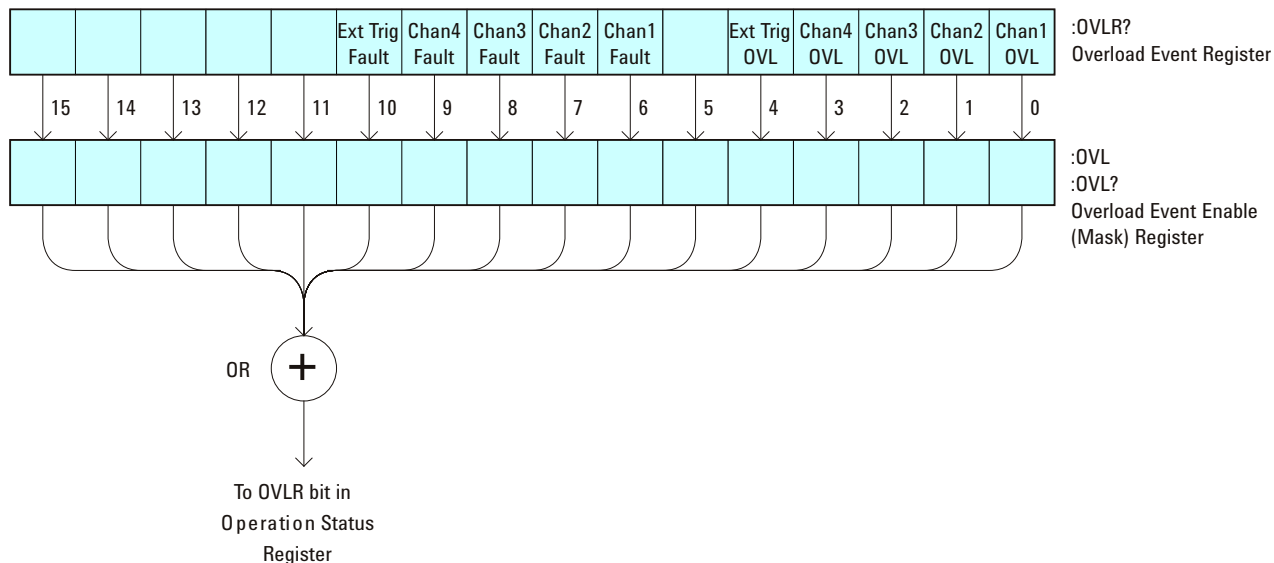 Ext Trig Fault
Chan4 Fault
Chan3 Fault
Chan2 Fault
Chan1 Fault
Ext Trig OVL
Chan4 OVL
Chan3 OVL
Chan2 OVL
Chan1 OVL
:OVLR?
Overload Event Register
15 14 13 12 11 10 9 8 7 6 5 4 3 2 1 0
:OVL
:OVL?
Overload Event Enable
(Mask) Register
OR +
To OVLR bit in
Operation Status
Register